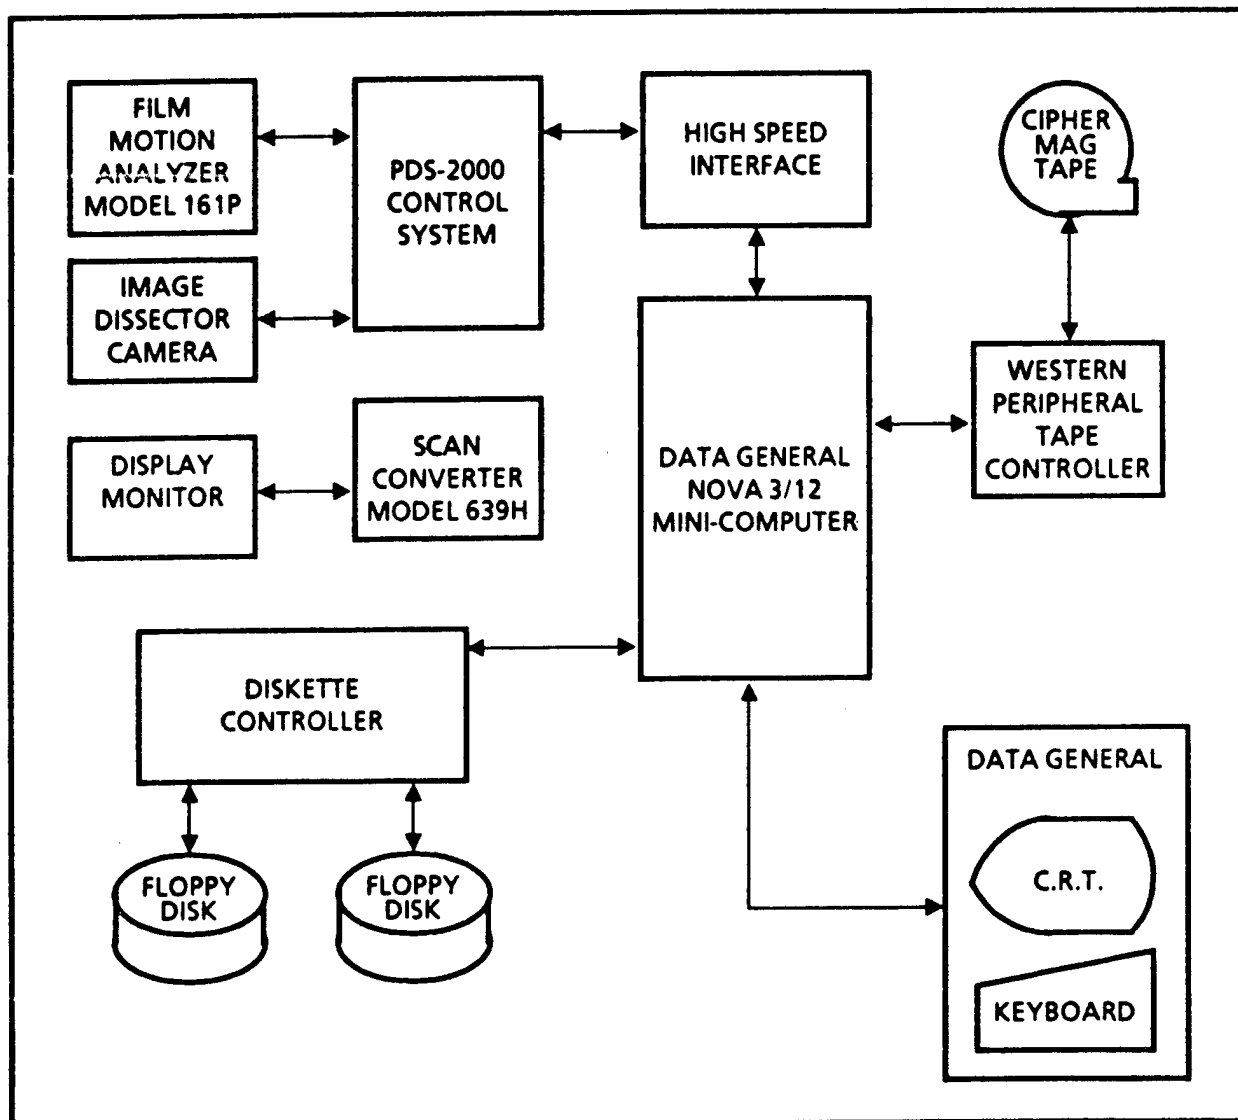 FILM
MOTION
ANALYZER
MODEL 161P
PDS-2000
CONTROL
SYSTEM
HIGH SPEED
INTERFACE
CIPHER
MAG
TAPE
IMAGE
DISSECTOR
CAMERA
WESTERN
PERIPHERAL
TAPE
CONTROLLER
DISPLAY
MONITOR
SCAN
CONVERTER
MODEL 639H
DATA GENERAL
NOVA 3/12
MINI-COMPUTER
DISKETTE
CONTROLLER
DATA GENERAL
C.R.T.
KEYBOARD
FLOPPY
DISK
FLOPPY
DISK